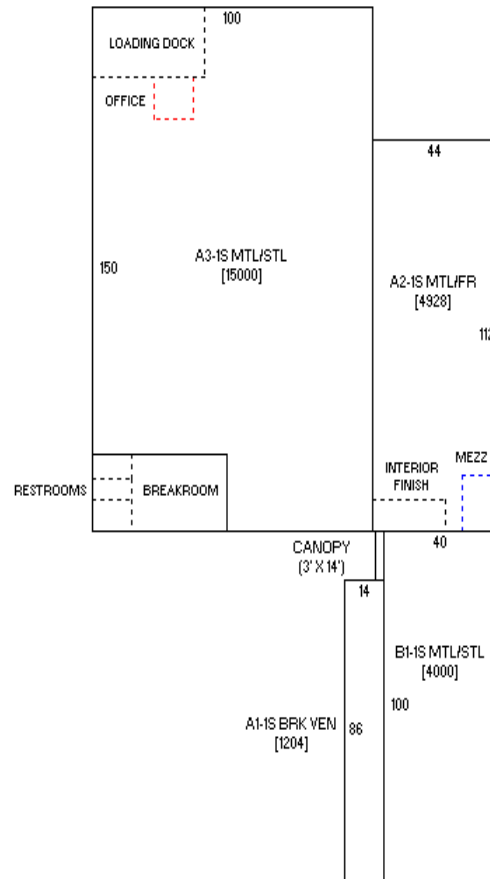 100
LOADING DOCK
OFFICE
44
150
A3-1S MTL/STL
[15000]
A2-1S MTL/FR
[4928]
MEZZ
INTERIOR
FINISH
RESTROOMS
BREAKROOM
40
CANOPY
(3' X 14')
14
B1-1S MTL/STL
[4000]
100
A1-1S BRK VEN
[1204]
86